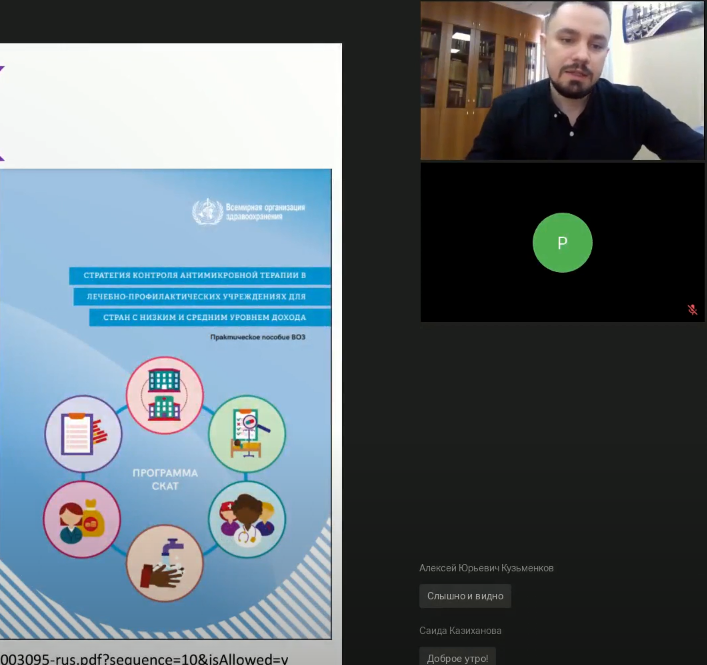 Всемирная организация
здравоохранения
СТРАТЕГИЯ КОНТРОЛЯ АНТИМИКРОБНОЙ ТЕРАПИИ В
ЛЕЧЕБНО-ПРОФИЛАКТИЧЕСКИХ УЧРЕЖДЕНИЯХ ДЛЯ
СТРАН С НИЗКИМ И СРЕДНИМ УРОВНЕМ ДОХОДА
Практическое пособие ВОЗ
ПРОГРАММА
СКАТ
003095-rus.pdf?sequence=10&isAllowed=y
P
Алексей Юрьевич Кузьменков
Слышно и видно
Саида Казиханова
Доброе утро!